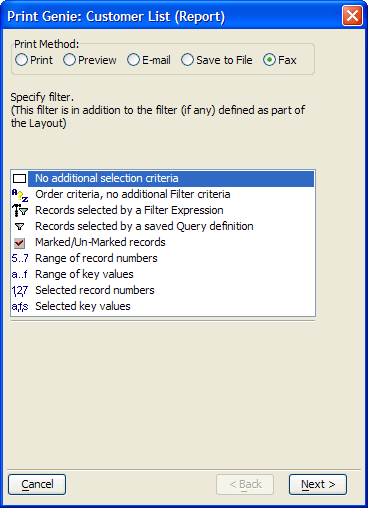 Print Genie: Customer List (Report)
Print Method:
Print Preview E-mail Save to File Fax
Specify filter.
(This filter is in addition to the filter (if any) defined as part of
the Layout)
No additional selection criteria
A..Z Order criteria, no additional Filter criteria
Records selected by a Filter Expression
Records selected by a saved Query definition
Marked/Un-Marked records
5..7 Range of record numbers
a..f Range of key values
1,2,7 Selected record numbers
a,f,s Selected key values
Cancel < Back Next >